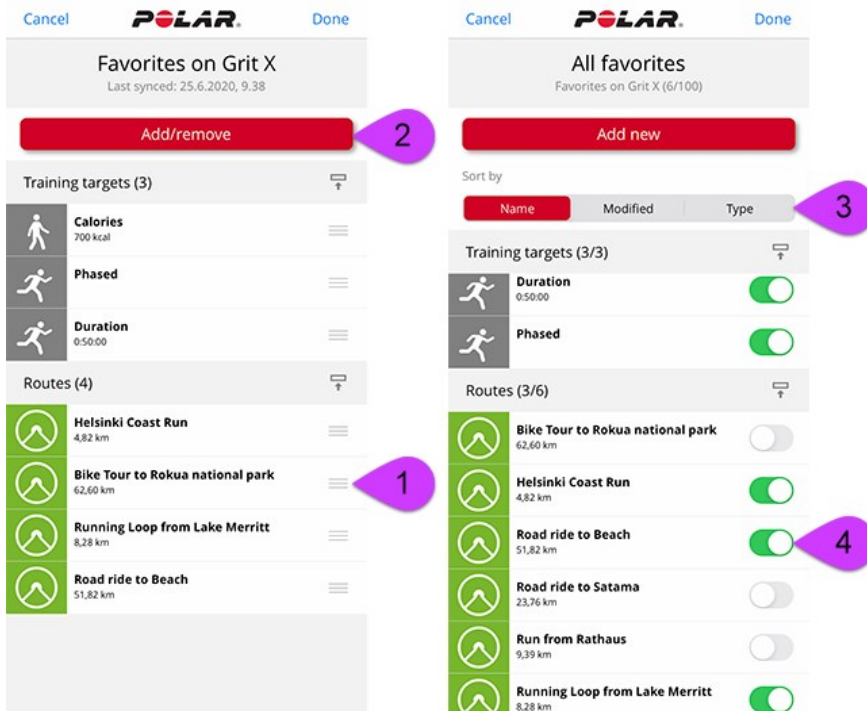 Cancel
POLAR.
Done
Favorites on Grit X
Last synced: 25.6.2020, 9.38
Add/remove
2
Training targets (3)
Calories
700 kcal
Phased
Duration
0:50:00
Routes (4)
Helsinki Coast Run
4,82 km
Bike Tour to Rokua national park
62,60 km
1
Running Loop from Lake Merritt
8,28 km
Road ride to Beach
51,82 km
Cancel
POLAR.
Done
All favorites
Favorites on Grit X (6/100)
Add new
Sort by
Name
Modified
Type
3
Training targets (3/3)
Duration
0:50:00
Phased
Routes (3/6)
Bike Tour to Rokua national park
62,60 km
Helsinki Coast Run
4,82 km
Road ride to Beach
51,82 km
4
Road ride to Satama
23,76 km
Run from Rathaus
9,39 km
Running Loop from Lake Merritt
8,28 km